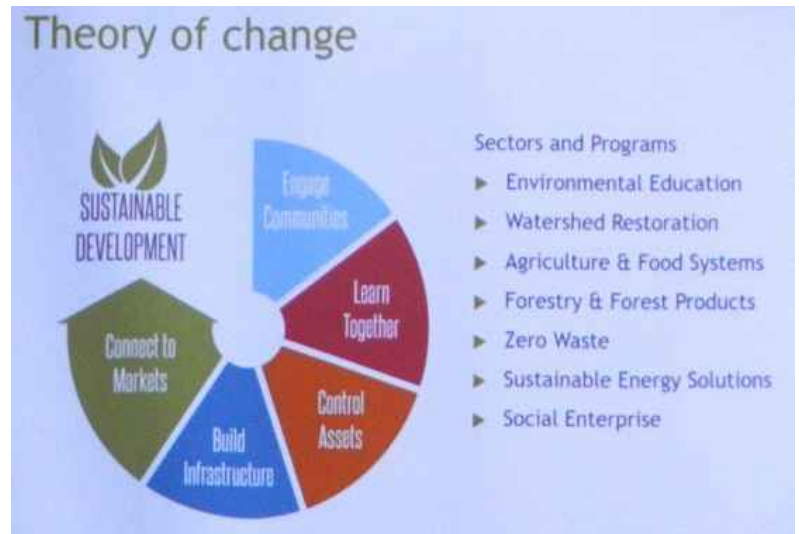 Theory of change
SUSTAINABLE
DEVELOPMENT
Engage
Communities
Learn
Together
Control
Assets
Build
Infrastructure
Connect to
Markets
Sectors and Programs
Environmental Education
Watershed Restoration
Agriculture & Food Systems
Forestry & Forest Products
Zero Waste
Sustainable Energy Solutions
Social Enterprise